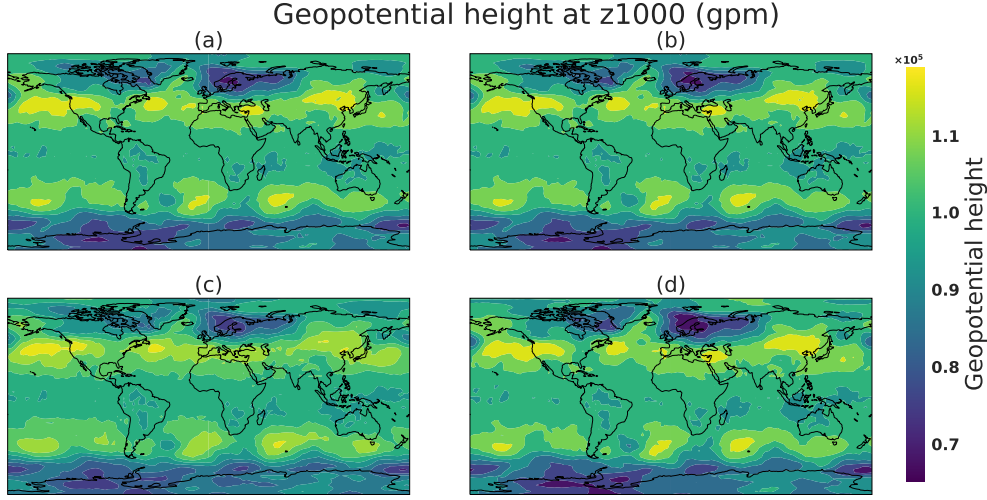 Geopotential height at z1000 (gpm)
(a)
(b)
×10⁵
1.1
1.0
0.9
0.8
0.7
Geopotential height
(c)
(d)